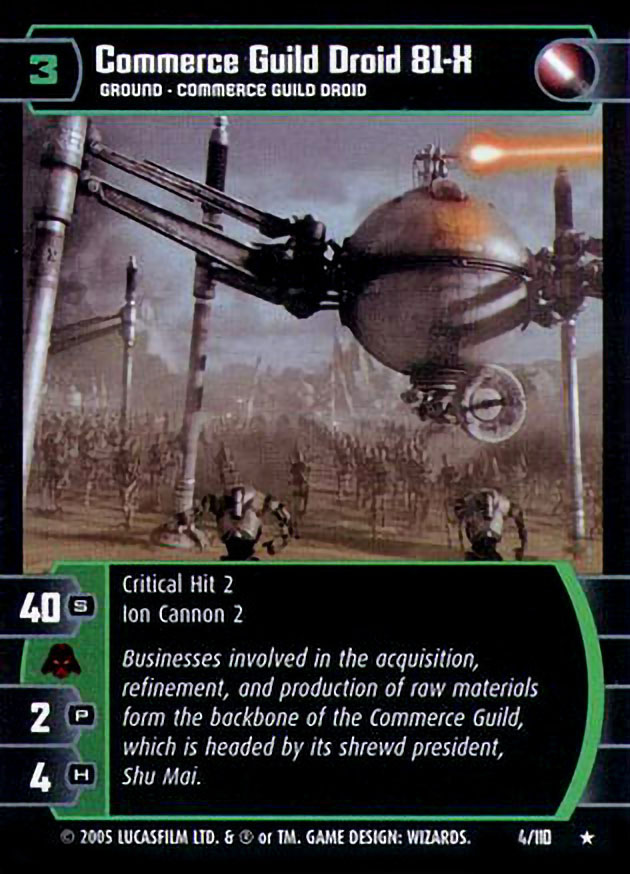 3
Commerce Guild Droid 81-X
GROUND - COMMERCE GUILD DROID
40 S
Critical Hit 2
Ion Cannon 2
Businesses involved in the acquisition,
refinement, and production of raw materials
2 P
form the backbone of the Commerce Guild,
which is headed by its shrewd president,
4 H
Shu Mai.
© 2005 LUCASFILM LTD. & ® or TM. GAME DESIGN: WIZARDS. 4/110 ★